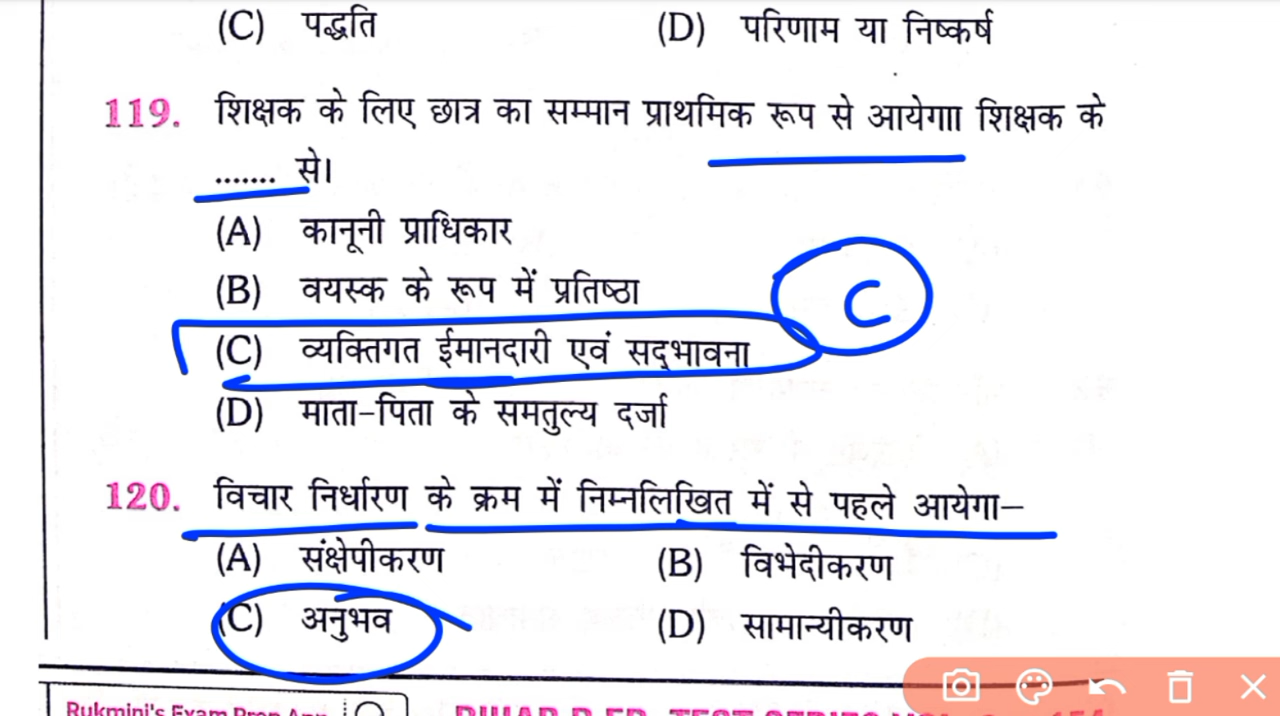 (C) पद्धति (D) परिणाम या निष्कर्ष
119. शिक्षक के लिए छात्र का सम्मान प्राथमिक रूप से आयेगाा शिक्षक के
....... से।
(A) कानूनी प्राधिकार
(B) वयस्क के रूप में प्रतिष्ठा
C
(C) व्यक्तिगत ईमानदारी एवं सद्भावना
(D) माता-पिता के समतुल्य दर्जा
120. विचार निर्धारण के क्रम में निम्नलिखित में से पहले आयेगा–
(A) संक्षेपीकरण (B) विभेदीकरण
(C) अनुभव (D) सामान्यीकरण
Rukmini's Exam Prep App